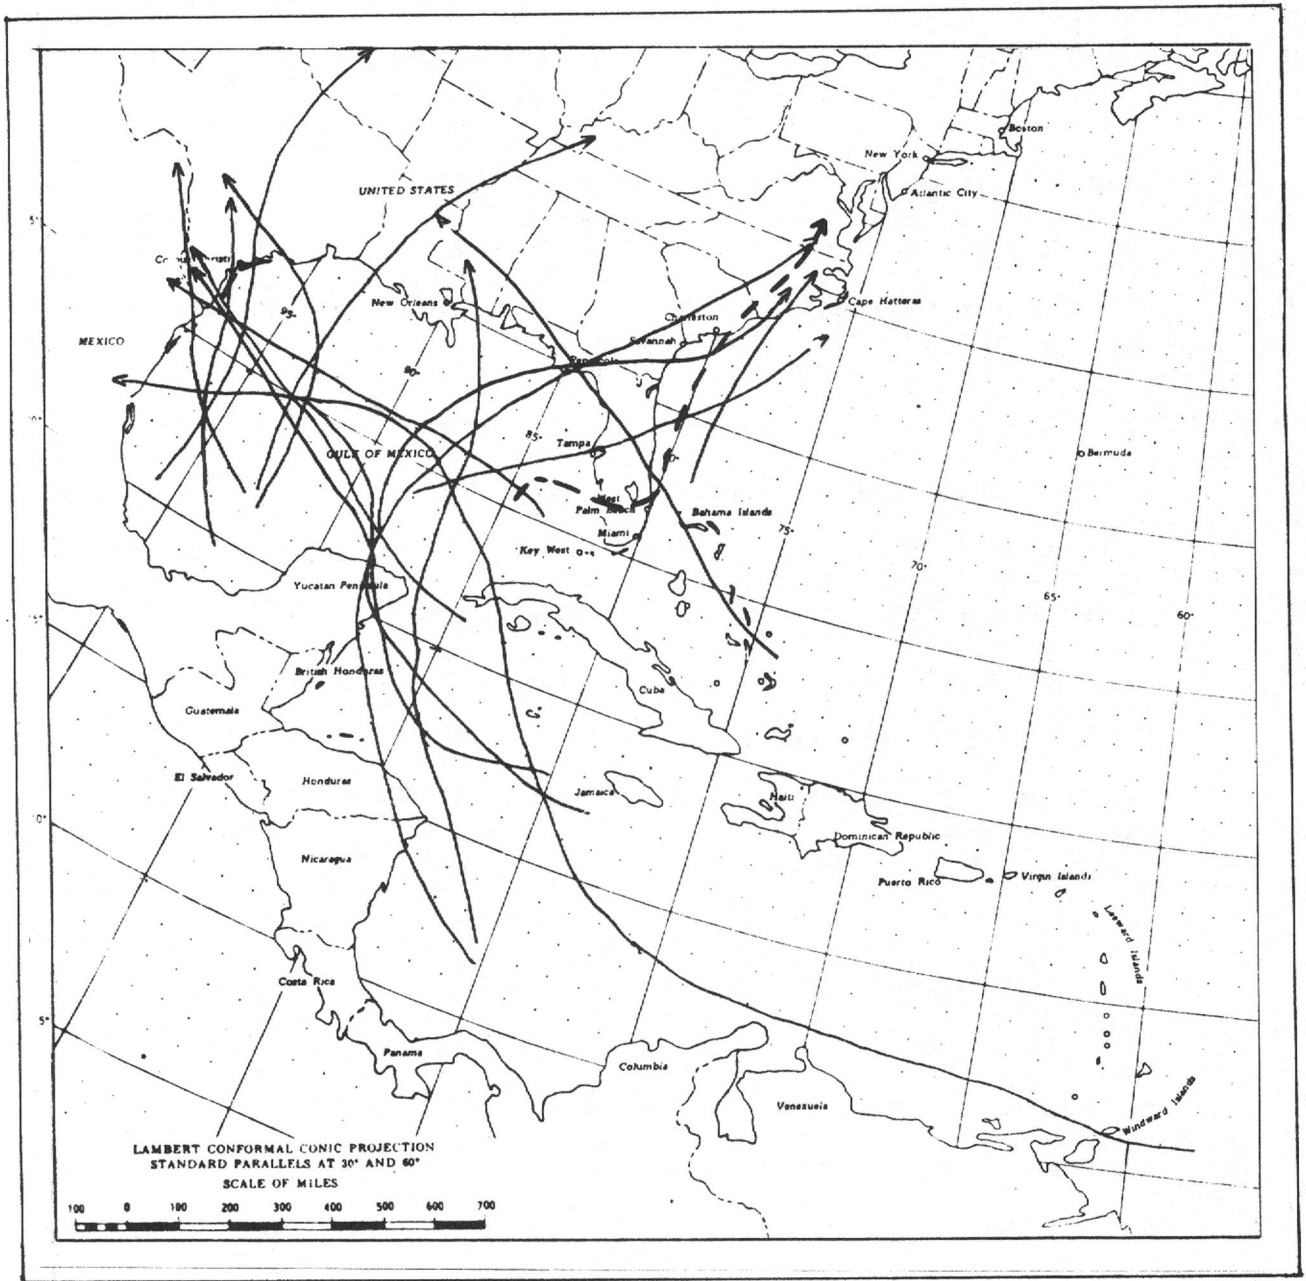 Boston
New York
Atlantic City
UNITED STATES
5°
New Orleans
Cape Hatteras
Charleston
Savannah
95°
MEXICO
90°
85°
Tampa
GULF OF MEXICO
Bermuda
West
Palm Beach
Bahama Islands
Miami
75°
Key West
70°
65°
60°
Yucatan Peninsula
5°
British Honduras
Cuba
Guatemala
El Salvador
Honduras
Jamaica
Haiti
0°
Dominican Republic
Nicaragua
Puerto Rico
Virgin Islands
Leeward Islands
Costa Rica
5°
Panama
Columbia
Venezuela
Windward Islands
LAMBERT CONFORMAL CONIC PROJECTION
STANDARD PARALLELS AT 30° AND 60°
SCALE OF MILES
100 0 100 200 300 400 500 600 700